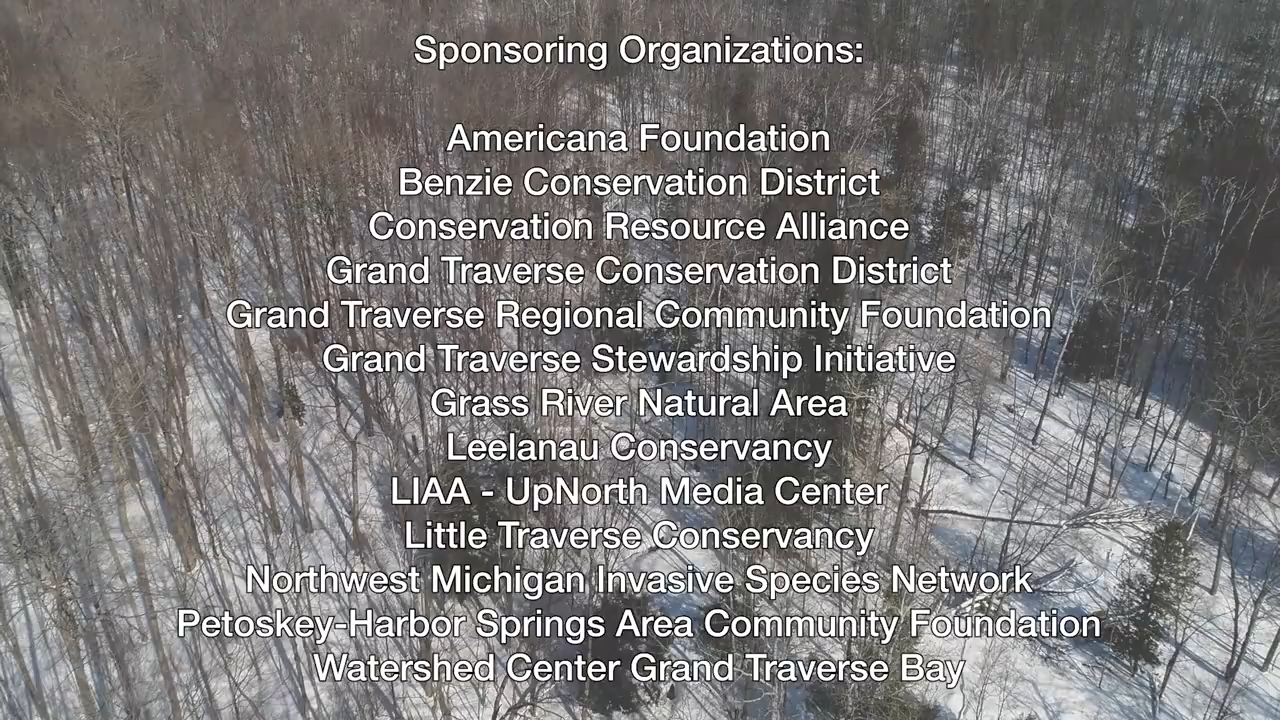 Sponsoring Organizations:
Americana Foundation
Benzie Conservation District
Conservation Resource Alliance
Grand Traverse Conservation District
Grand Traverse Regional Community Foundation
Grand Traverse Stewardship Initiative
Grass River Natural Area
Leelanau Conservancy
LIAA - UpNorth Media Center
Little Traverse Conservancy
Northwest Michigan Invasive Species Network
Petoskey-Harbor Springs Area Community Foundation
Watershed Center Grand Traverse Bay